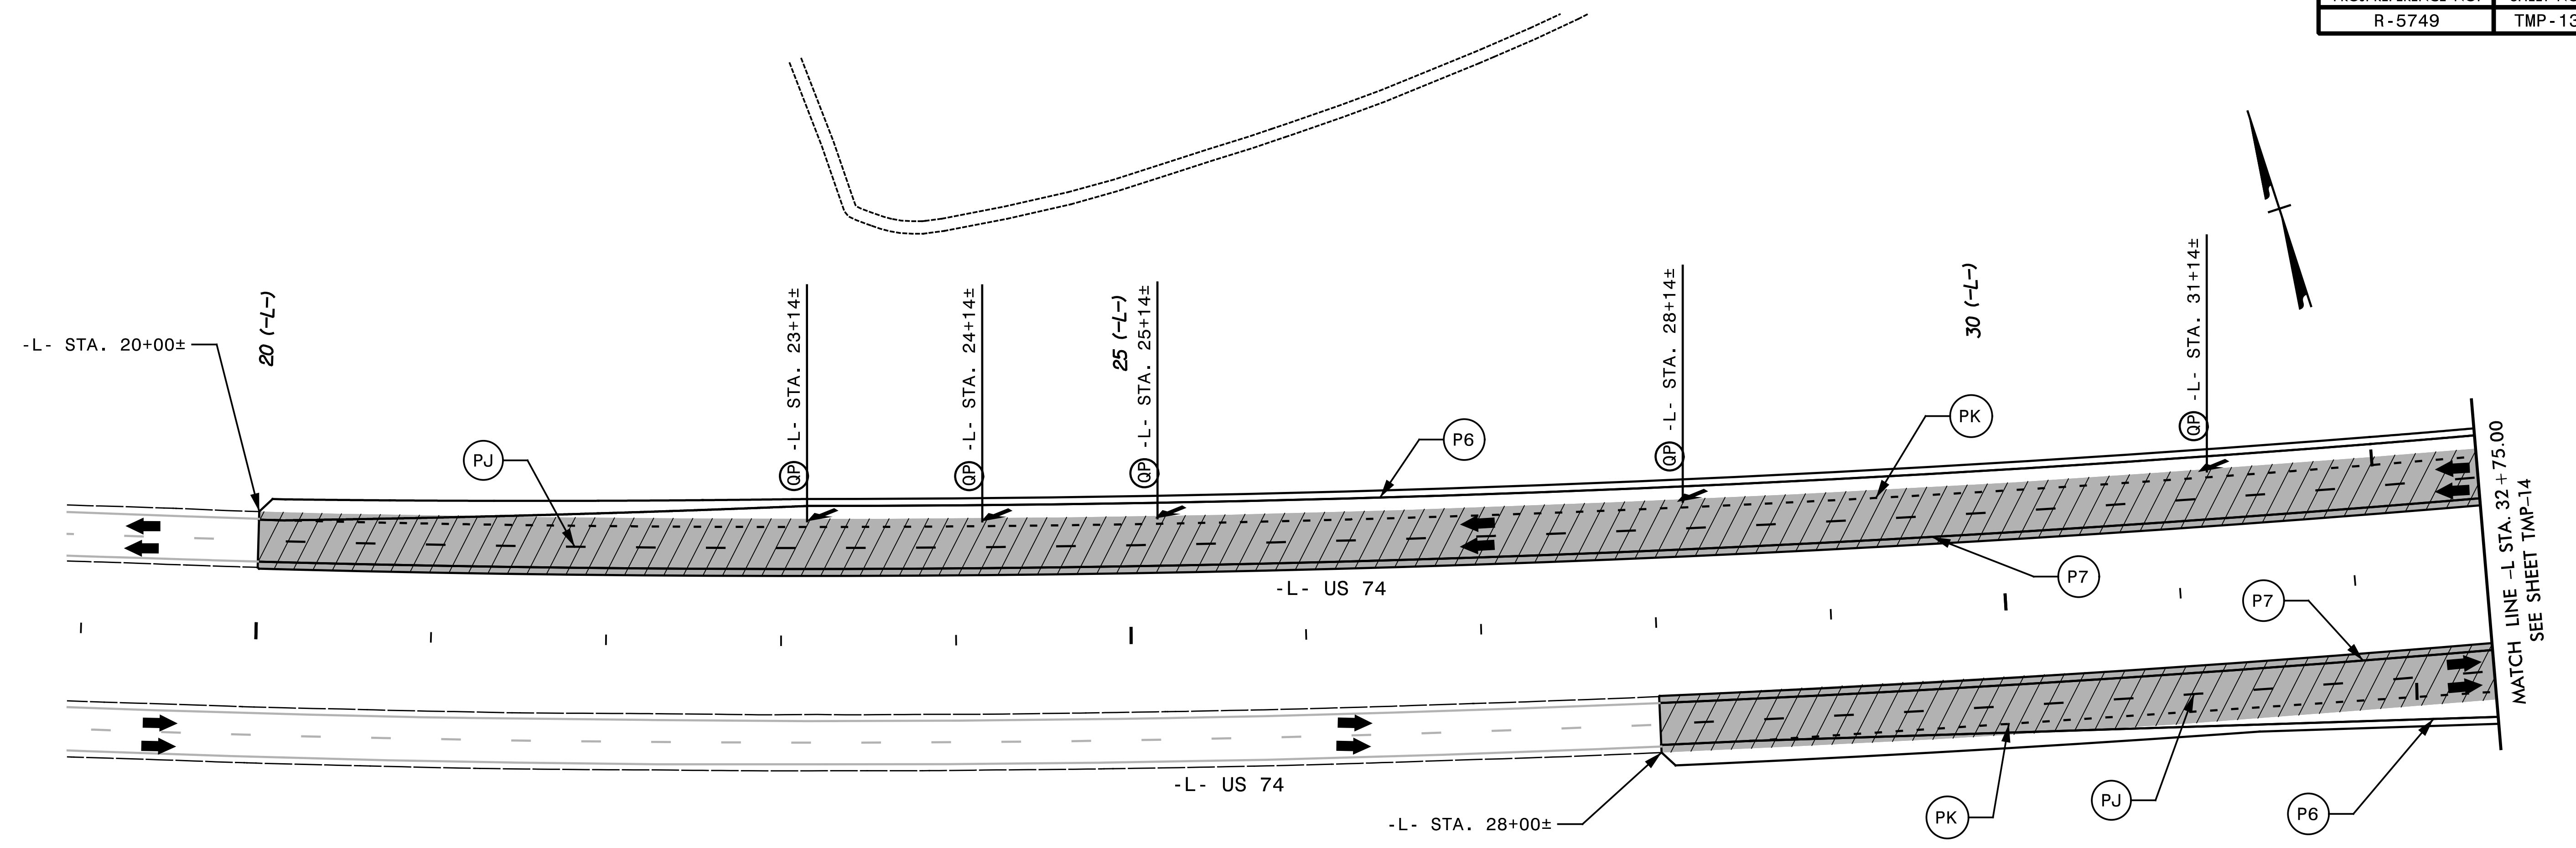 R-5749 TMP-13
-L- STA. 20+00±
20 (-L-)
QP -L- STA. 23+14±
QP -L- STA. 24+14±
25 (-L-)
QP -L- STA. 25+14±
QP -L- STA. 28+14±
30 (-L-)
QP -L- STA. 31+14±
PJ
P6
PK
P7
-L- US 74
P7
MATCH LINE -L STA. 32+75.00
SEE SHEET TMP-14
-L- US 74
-L- STA. 28+00±
PK
PJ
P6